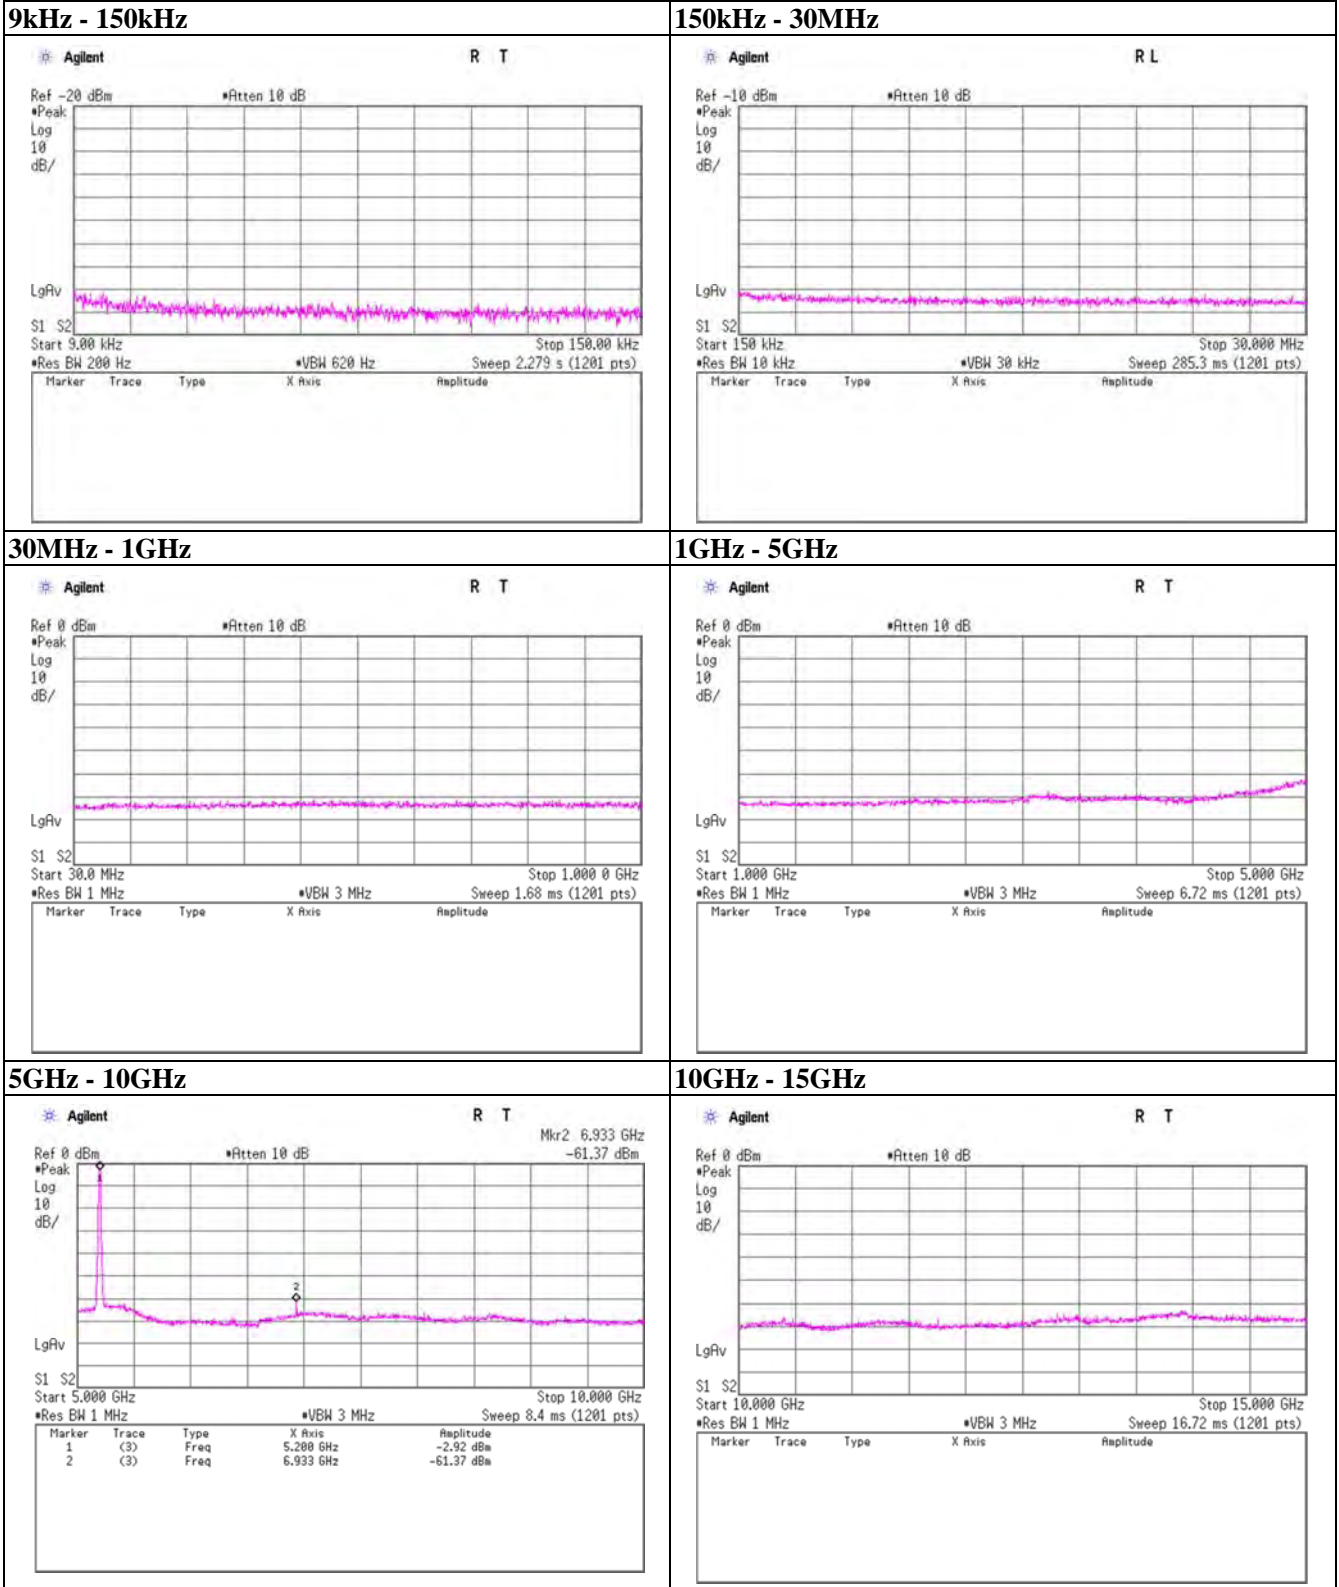 9kHz - 150kHz
Agilent R T
Ref -20 dBm #Atten 10 dB
#Peak
Log
10
dB/
LgAv
S1 S2
Start 9.00 kHz Stop 150.00 kHz
#Res BW 200 Hz #VBW 620 Hz Sweep 2.279 s (1201 pts)
Marker Trace Type X Axis Amplitude
150kHz - 30MHz
Agilent R L
Ref -10 dBm #Atten 10 dB
#Peak
Log
10
dB/
LgAv
S1 S2
Start 150 kHz Stop 30.000 MHz
#Res BW 10 kHz #VBW 30 kHz Sweep 285.3 ms (1201 pts)
Marker Trace Type X Axis Amplitude
30MHz - 1GHz
Agilent R T
Ref 0 dBm #Atten 10 dB
#Peak
Log
10
dB/
LgAv
S1 S2
Start 30.0 MHz Stop 1.000 0 GHz
#Res BW 1 MHz #VBW 3 MHz Sweep 1.68 ms (1201 pts)
Marker Trace Type X Axis Amplitude
1GHz - 5GHz
Agilent R T
Ref 0 dBm #Atten 10 dB
#Peak
Log
10
dB/
LgAv
S1 S2
Start 1.000 GHz Stop 5.000 GHz
#Res BW 1 MHz #VBW 3 MHz Sweep 6.72 ms (1201 pts)
Marker Trace Type X Axis Amplitude
5GHz - 10GHz
Agilent R T
Mkr2 6.933 GHz
Ref 0 dBm #Atten 10 dB -61.37 dBm
#Peak
Log
10
dB/
1
2
LgAv
S1 S2
Start 5.000 GHz Stop 10.000 GHz
#Res BW 1 MHz #VBW 3 MHz Sweep 8.4 ms (1201 pts)
Marker Trace Type X Axis Amplitude
1 (3) Freq 5.200 GHz -2.92 dBm
2 (3) Freq 6.933 GHz -61.37 dBm
10GHz - 15GHz
Agilent R T
Ref 0 dBm #Atten 10 dB
#Peak
Log
10
dB/
LgAv
S1 S2
Start 10.000 GHz Stop 15.000 GHz
#Res BW 1 MHz #VBW 3 MHz Sweep 16.72 ms (1201 pts)
Marker Trace Type X Axis Amplitude